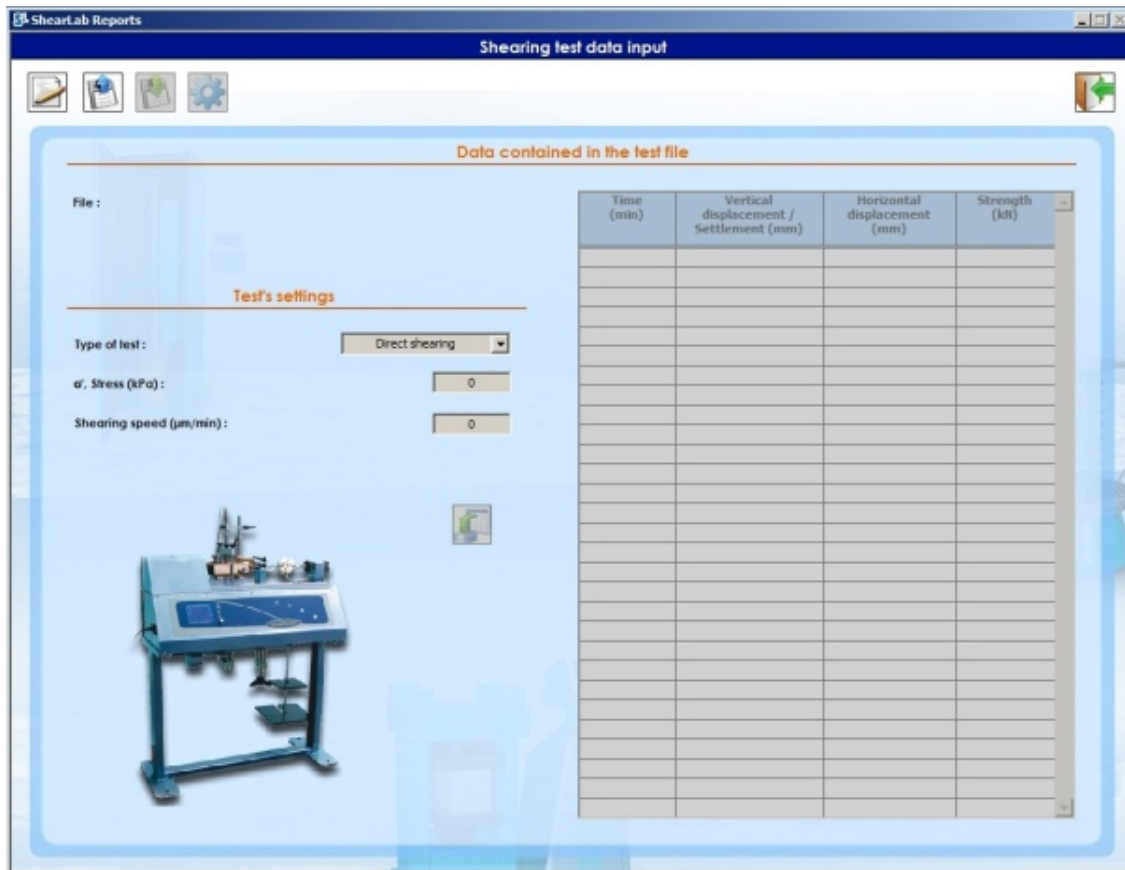 ShearLab Reports
Shearing test data input
Data contained in the test file
File :
Time
(min)
Vertical
displacement /
Settlement (mm)
Horizontal
displacement
(mm)
Strength
(kN)
Test's settings
Type of test :
Direct shearing
σ', Stress (kPa) :
0
Shearing speed (µm/min) :
0